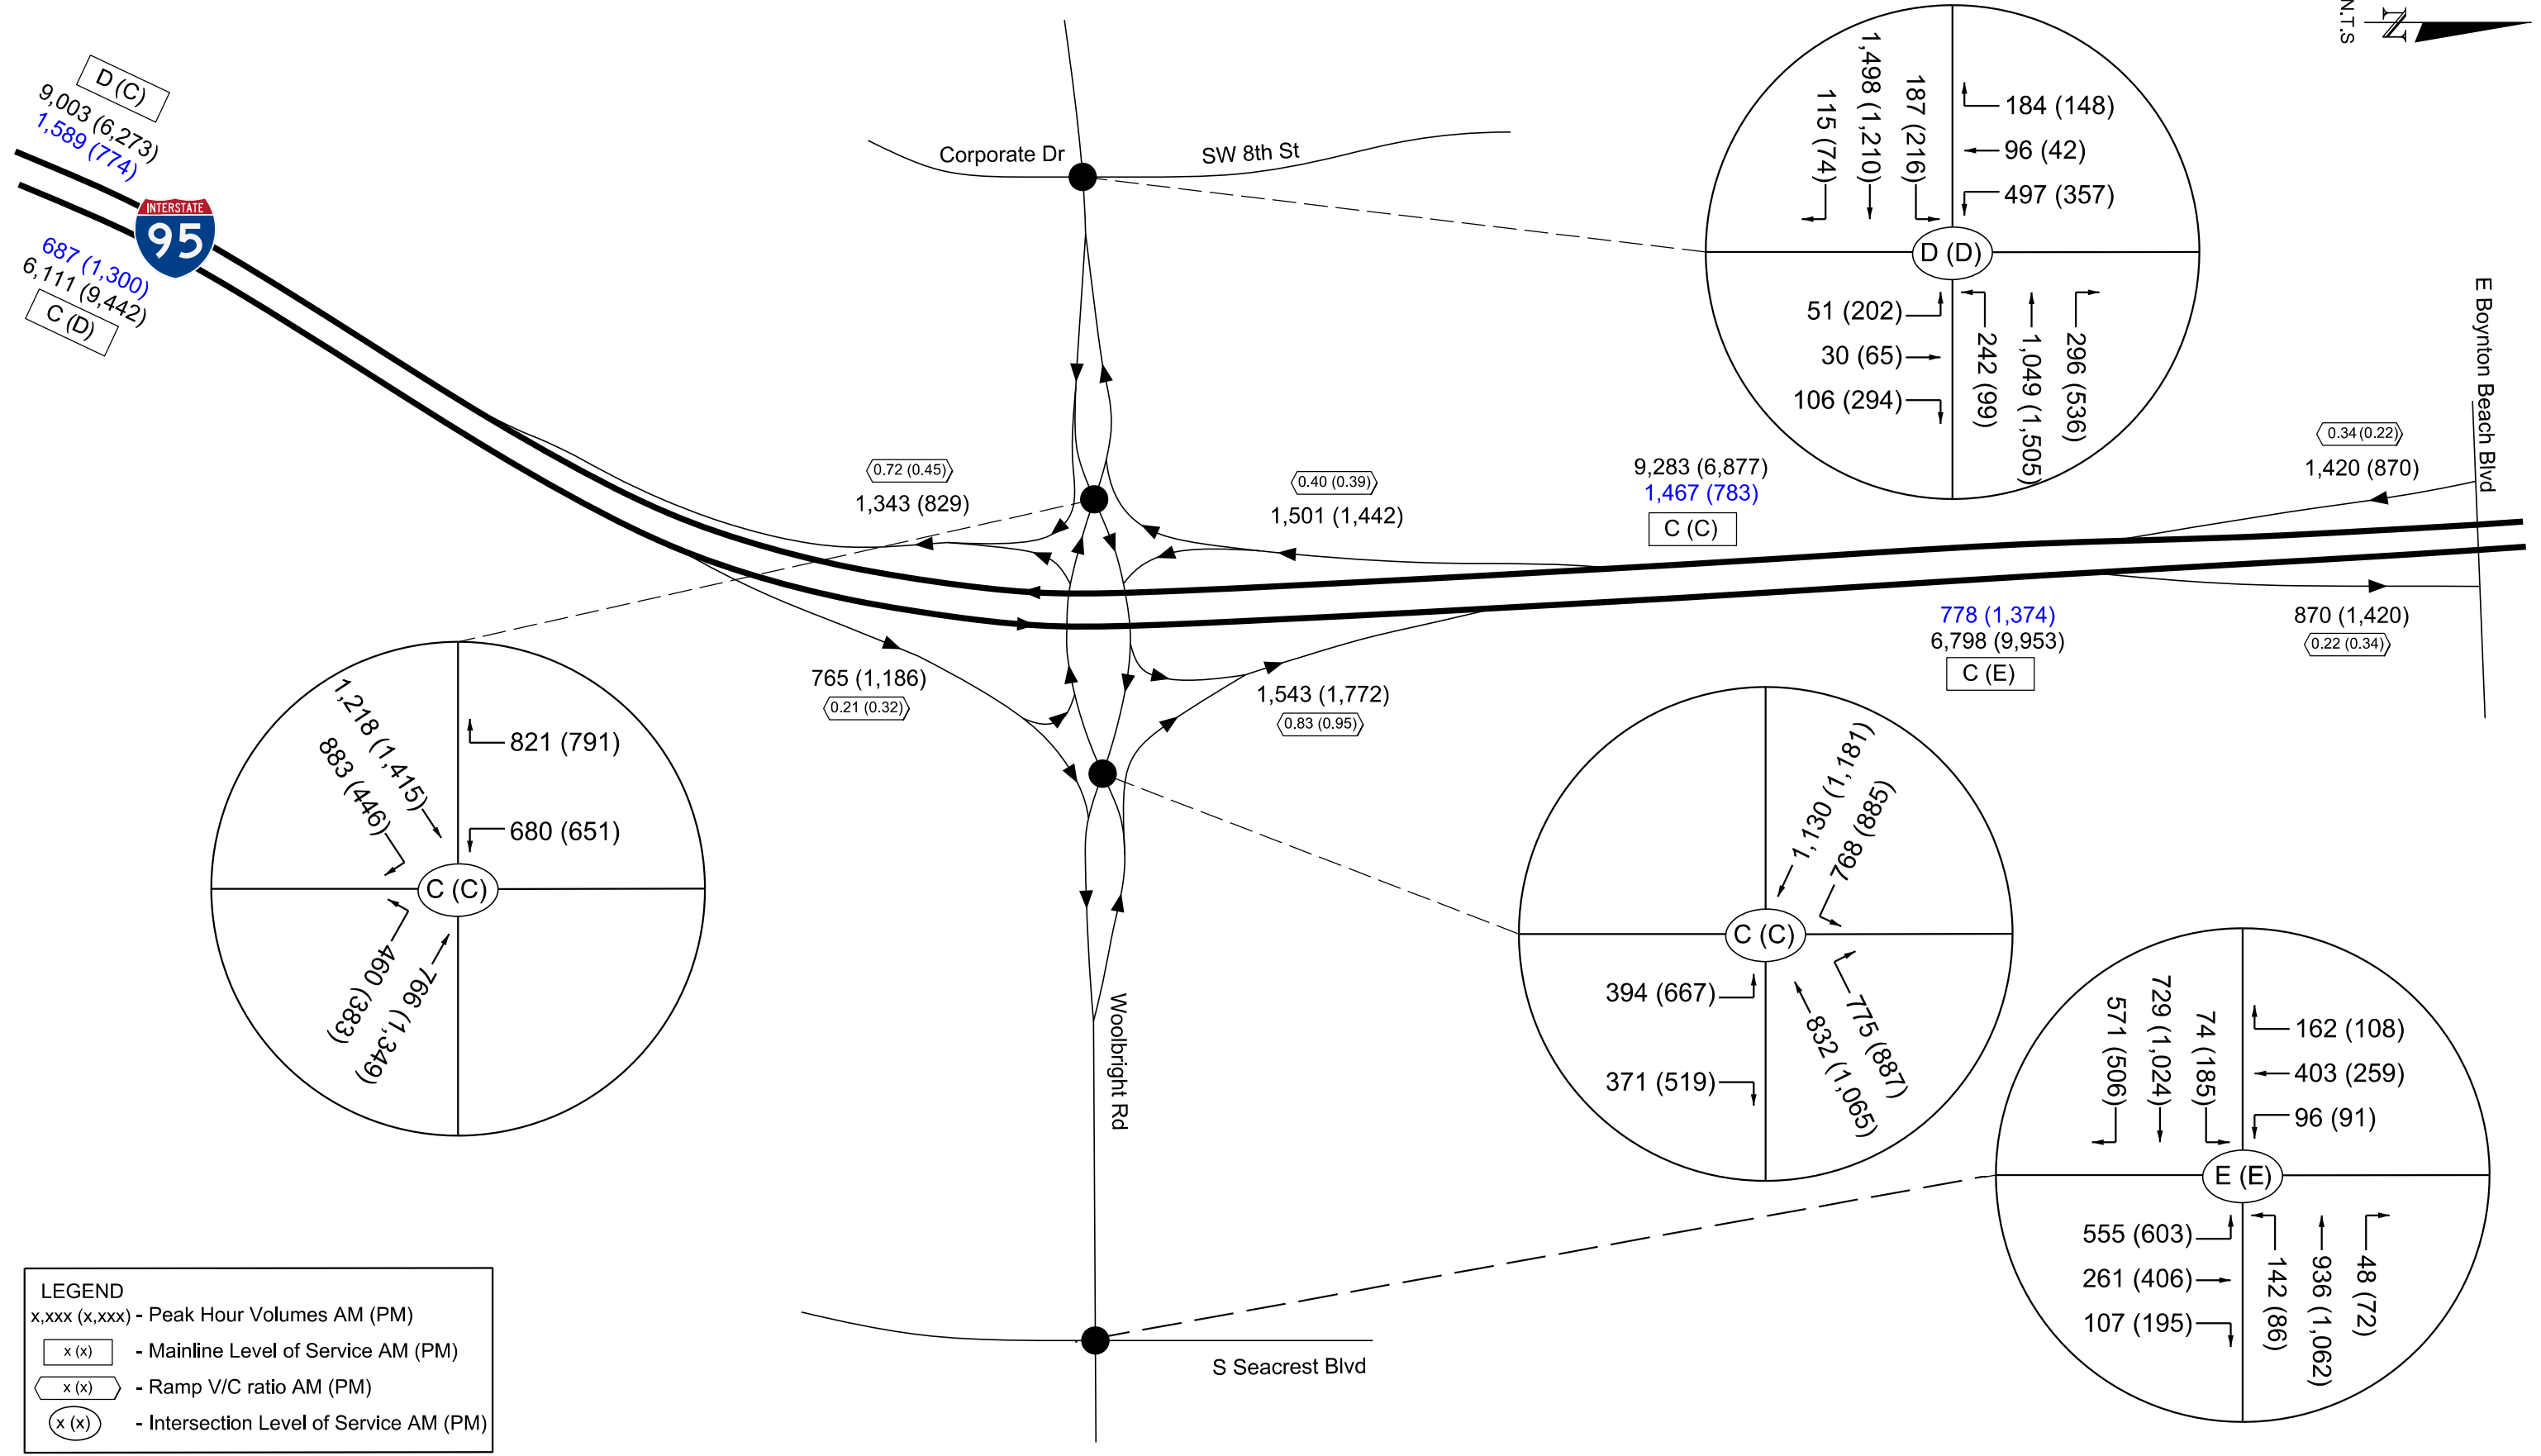 N.T.S
N
D (C)
9,003 (6,273)
1,589 (774)
INTERSTATE
95
687 (1,300)
6,111 (9,442)
C (D)
Corporate Dr
SW 8th St
115 (74)
1,498 (1,210)
187 (216)
184 (148)
96 (42)
497 (357)
D (D)
51 (202)
30 (65)
106 (294)
242 (99)
1,049 (1,505)
296 (536)
E Boynton Beach Blvd
0.34 (0.22)
1,420 (870)
0.72 (0.45)
1,343 (829)
0.40 (0.39)
1,501 (1,442)
9,283 (6,877)
1,467 (783)
C (C)
778 (1,374)
6,798 (9,953)
C (E)
870 (1,420)
0.22 (0.34)
765 (1,186)
0.21 (0.32)
1,543 (1,772)
0.83 (0.95)
1,218 (1,415)
883 (446)
821 (791)
680 (651)
C (C)
460 (383)
766 (1,349)
1,130 (1,181)
768 (885)
C (C)
394 (667)
371 (519)
775 (887)
832 (1,065)
Woolbright Rd
571 (506)
729 (1,024)
74 (185)
162 (108)
403 (259)
96 (91)
E (E)
555 (603)
261 (406)
107 (195)
142 (86)
936 (1,062)
48 (72)
S Seacrest Blvd
LEGEND
x,xxx (x,xxx) - Peak Hour Volumes AM (PM)
x (x) - Mainline Level of Service AM (PM)
x (x) - Ramp V/C ratio AM (PM)
x (x) - Intersection Level of Service AM (PM)